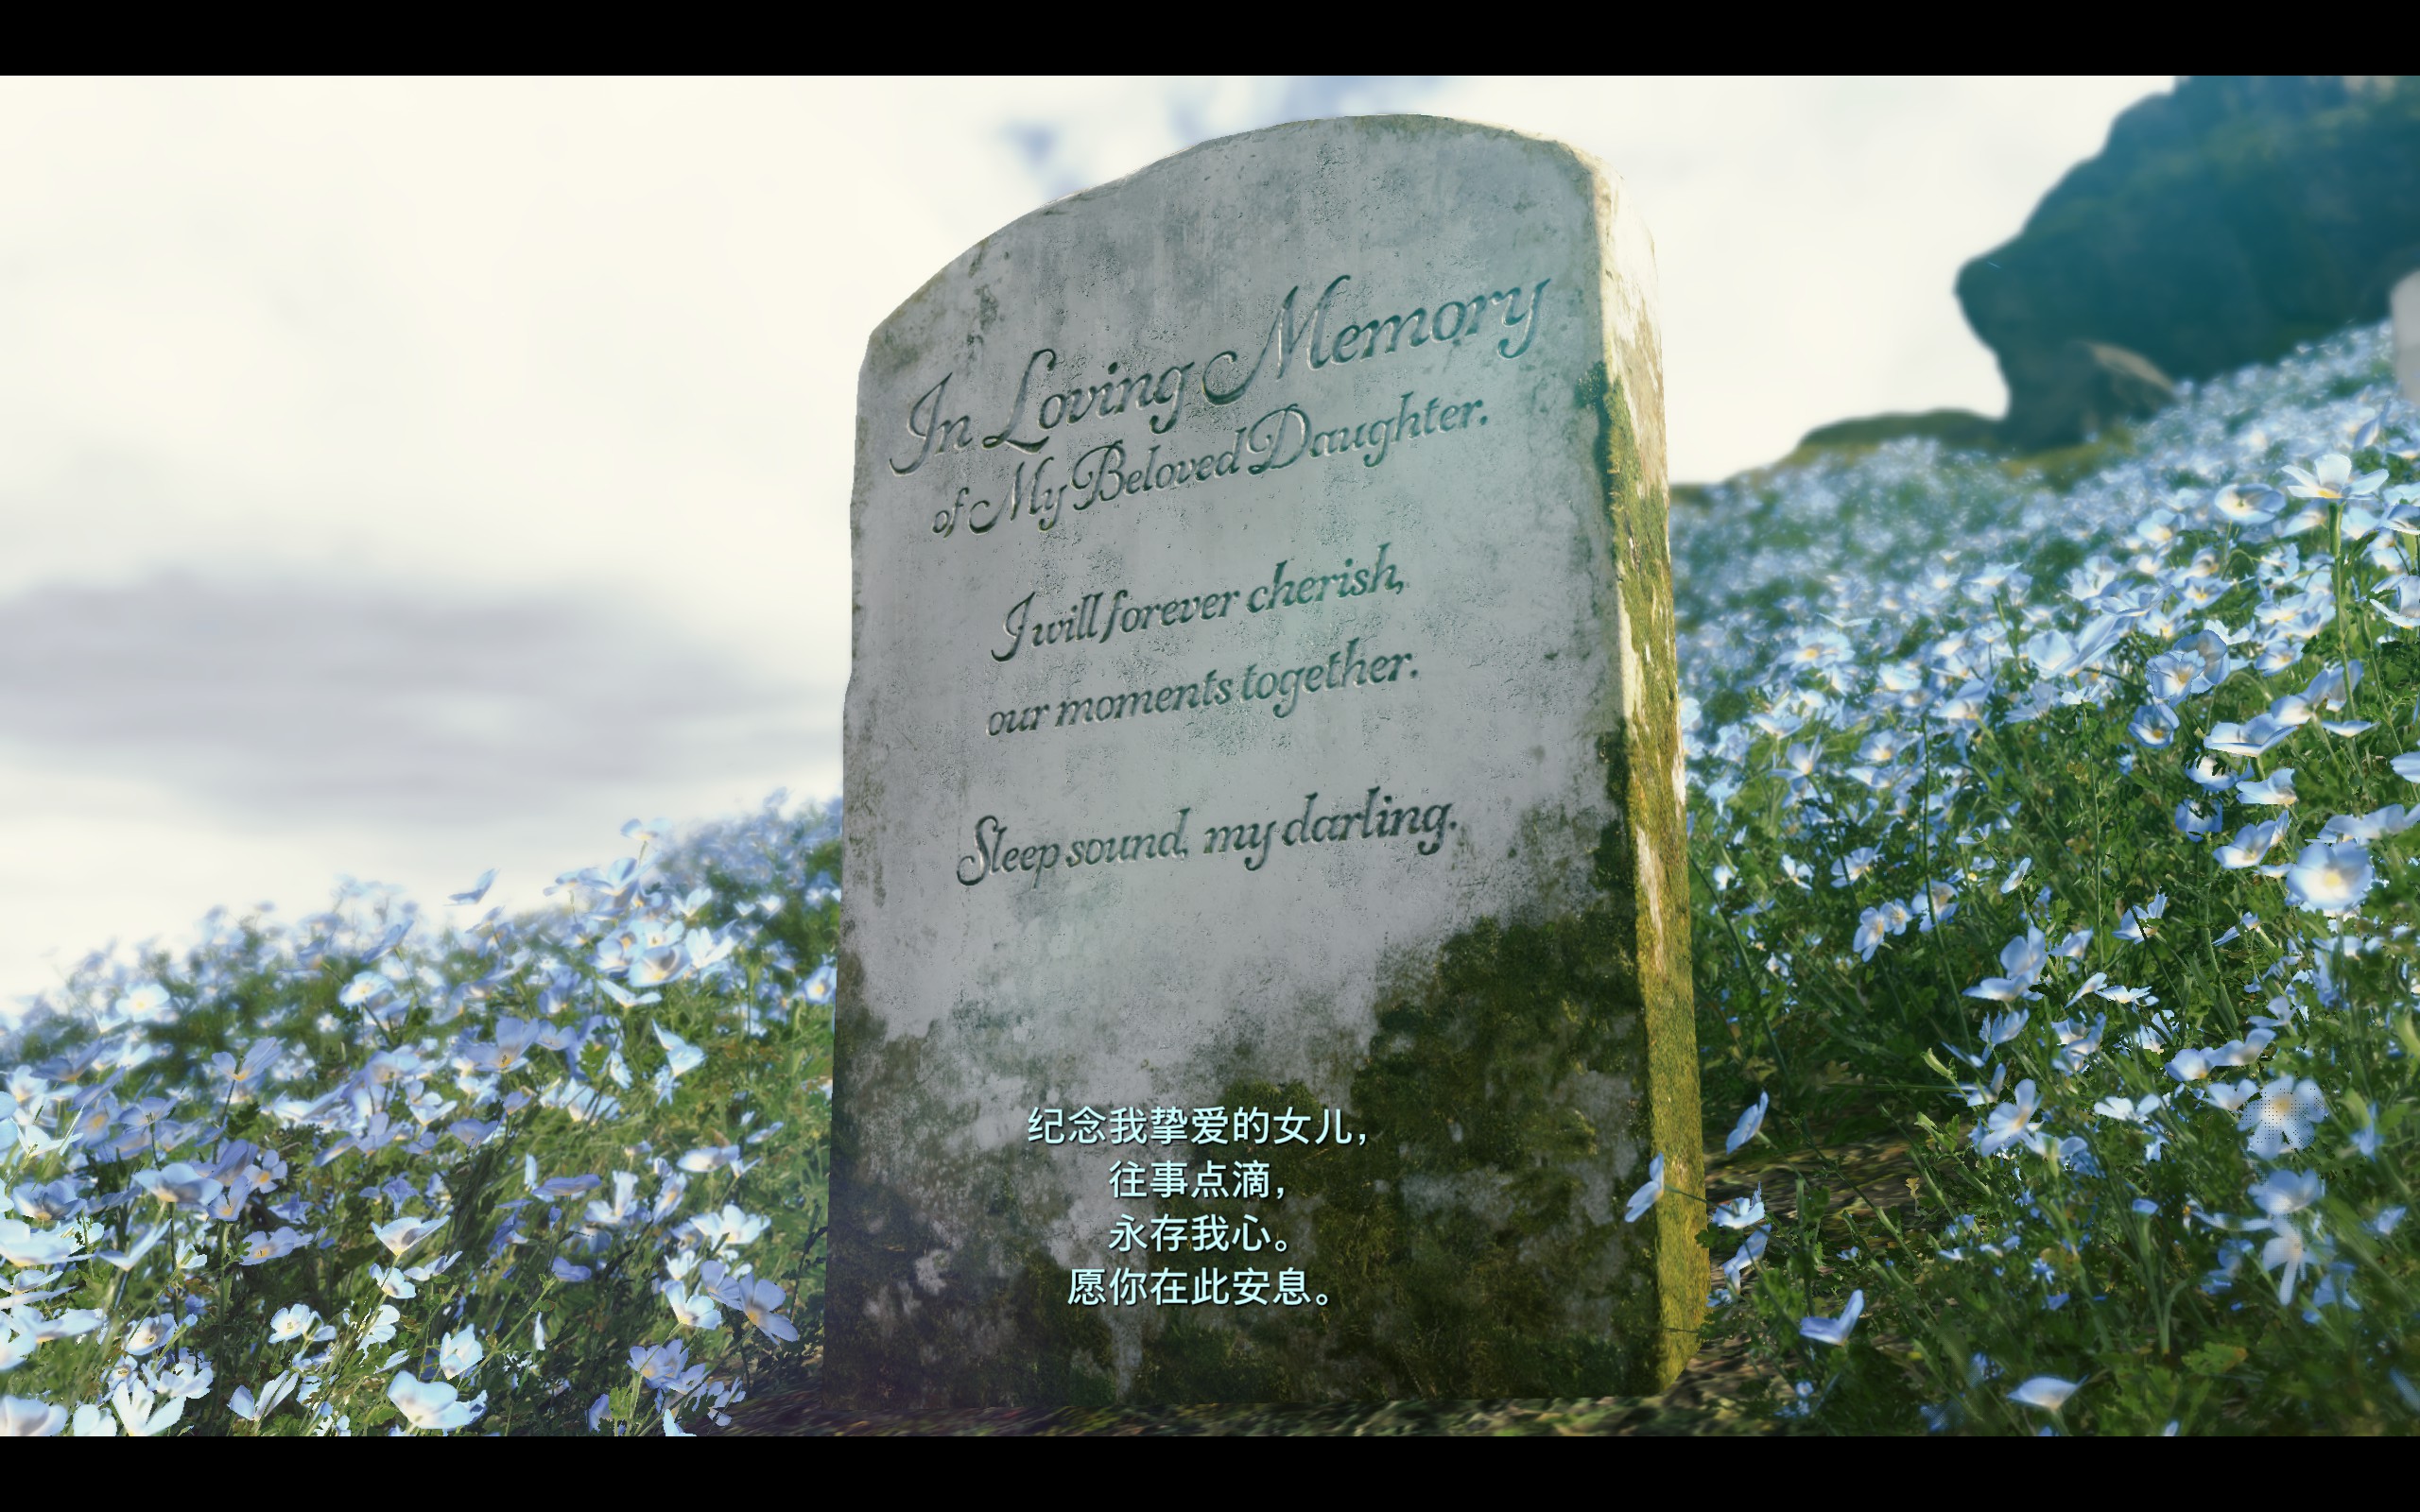 In Loving Memory
of My Beloved Daughter.
I will forever cherish,
our moments together.
Sleep sound, my darling.
纪念我挚爱的女儿，
往事点滴，
永存我心。
愿你在此安息。